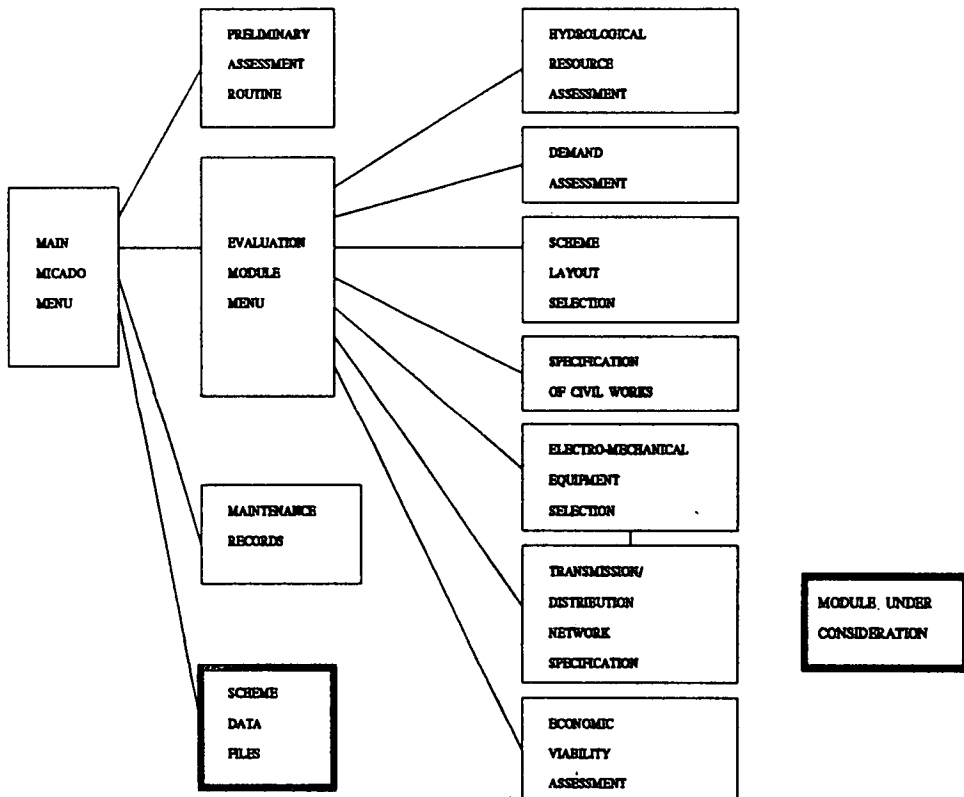 PRELIMINARY
ASSESSMENT
ROUTINE
HYDROLOGICAL
RESOURCE
ASSESSMENT
DEMAND
ASSESSMENT
MAIN
MICADO
MENU
EVALUATION
MODULE
MENU
SCHEME
LAYOUT
SELECTION
SPECIFICATION
OF CIVIL WORKS
ELECTRO-MECHANICAL
EQUIPMENT
SELECTION
MAINTENANCE
RECORDS
TRANSMISSION/
DISTRIBUTION
NETWORK
SPECIFICATION
MODULE UNDER
CONSIDERATION
SCHEME
DATA
FILES
ECONOMIC
VIABILITY
ASSESSMENT